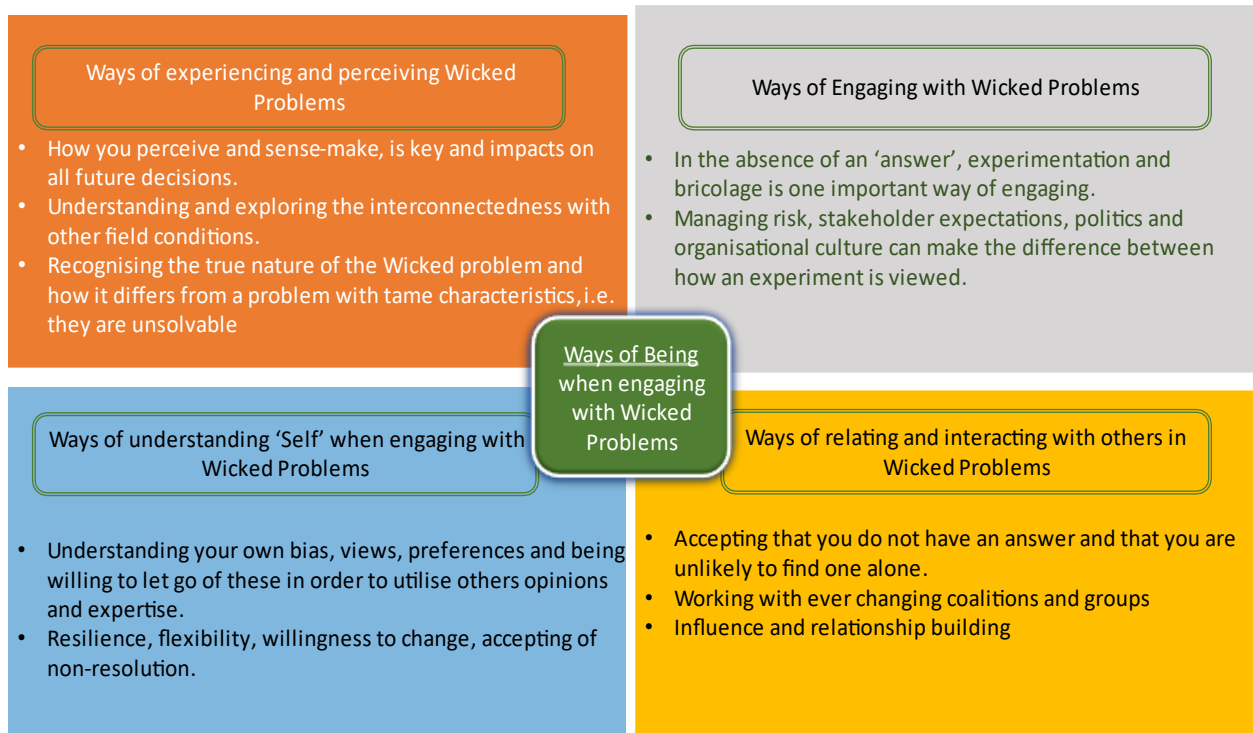 Ways of experiencing and perceiving Wicked
Problems
• How you perceive and sense-make, is key and impacts on
all future decisions.
• Understanding and exploring the interconnectedness with
other field conditions.
• Recognising the true nature of the Wicked problem and
how it differs from a problem with tame characteristics, i.e.
they are unsolvable
Ways of Engaging with Wicked Problems
• In the absence of an ‘answer’, experimentation and
bricolage is one important way of engaging.
• Managing risk, stakeholder expectations, politics and
organisational culture can make the difference between
how an experiment is viewed.
Ways of Being
when engaging
with Wicked
Problems
Ways of understanding ‘Self’ when engaging with
Wicked Problems
• Understanding your own bias, views, preferences and being
willing to let go of these in order to utilise others opinions
and expertise.
• Resilience, flexibility, willingness to change, accepting of
non-resolution.
Ways of relating and interacting with others in
Wicked Problems
• Accepting that you do not have an answer and that you are
unlikely to find one alone.
• Working with ever changing coalitions and groups
• Influence and relationship building